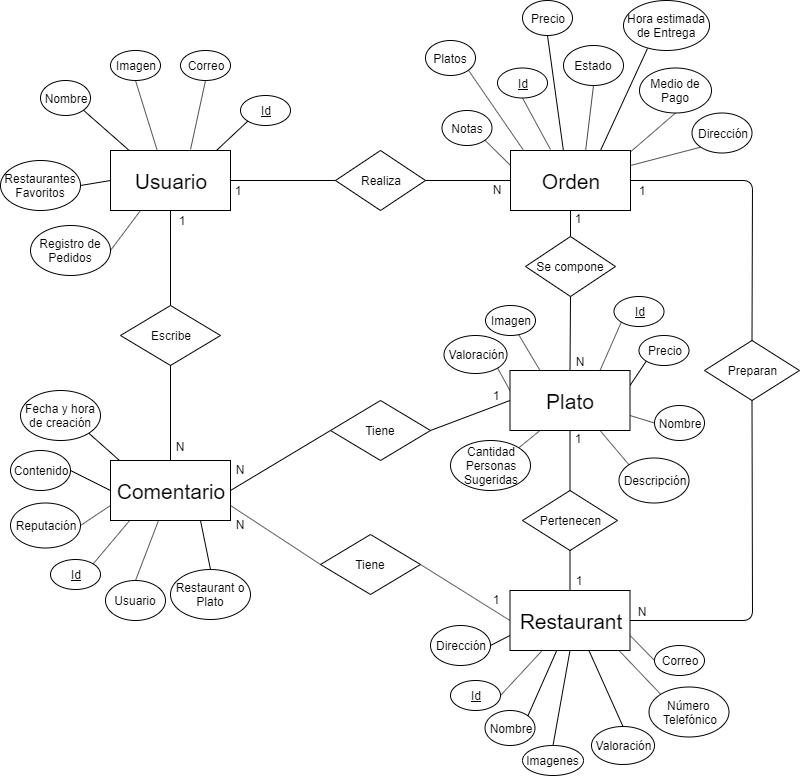 Precio
Hora estimada
de Entrega
Imagen
Correo
Platos
Estado
Id
Medio de
Pago
Nombre
Id
Notas
Dirección
Restaurantes
Favoritos
Usuario
1
Realiza
N
Orden
1
Registro de
Pedidos
1
1
Se compone
Escribe
Imagen
Id
Valoración
Precio
N
Preparan
1
Plato
Nombre
Fecha y hora
de creación
Tiene
N
1
Cantidad
Personas
Sugeridas
Descripción
Contenido
N
Comentario
Reputación
N
Pertenecen
Id
Usuario
Restaurant o
Plato
Tiene
1
1
N
Restaurant
Dirección
Correo
Id
Número
Telefónico
Nombre
Valoración
Imagenes